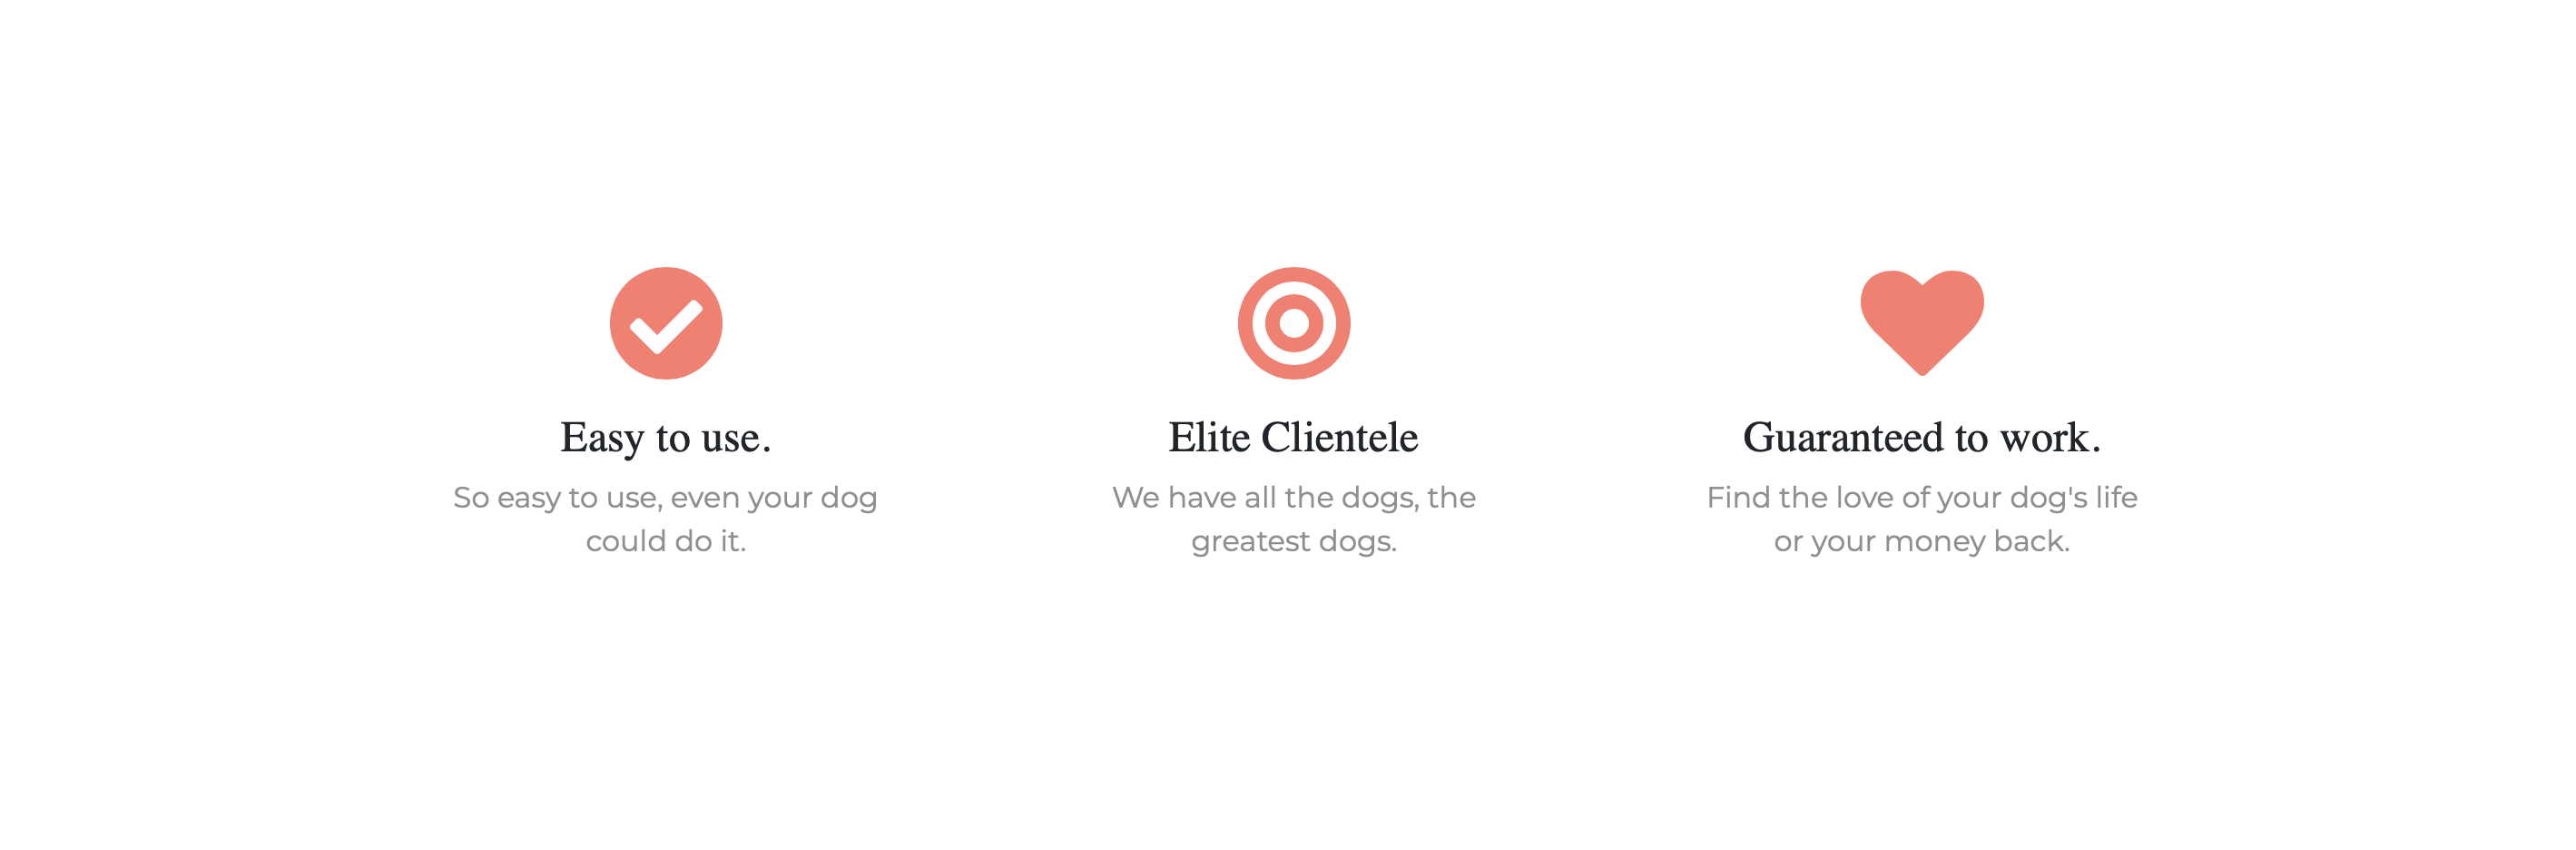 Easy to use.
So easy to use, even your dog
could do it.
Elite Clientele
We have all the dogs, the
greatest dogs.
Guaranteed to work.
Find the love of your dog's life
or your money back.